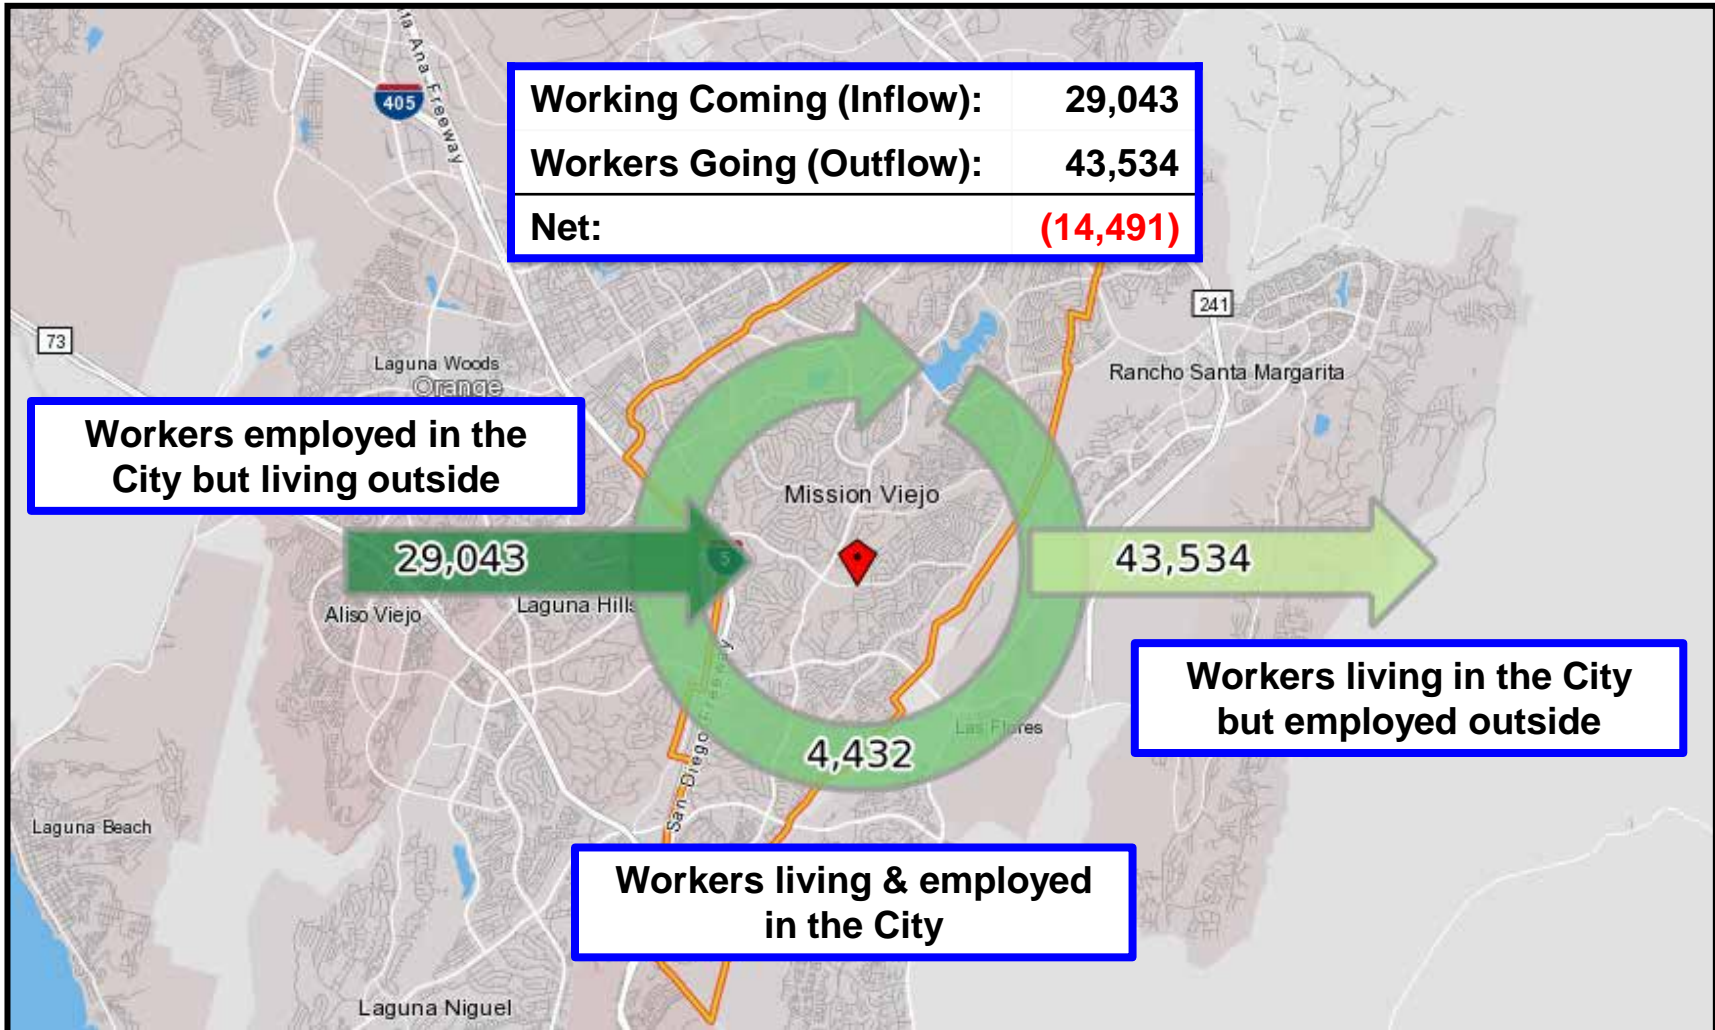 ta Ana Freeway
405
Working Coming (Inflow): 29,043
Workers Going (Outflow): 43,534
Net: (14,491)
241
73
Laguna Woods
Orange
Rancho Santa Margarita
Workers employed in the
City but living outside
Mission Viejo
29,043
5
43,534
Aliso Viejo
Laguna Hills
Workers living in the City
but employed outside
San Diego Freeway
Las Flores
4,432
Laguna Beach
Workers living & employed
in the City
Laguna Niguel